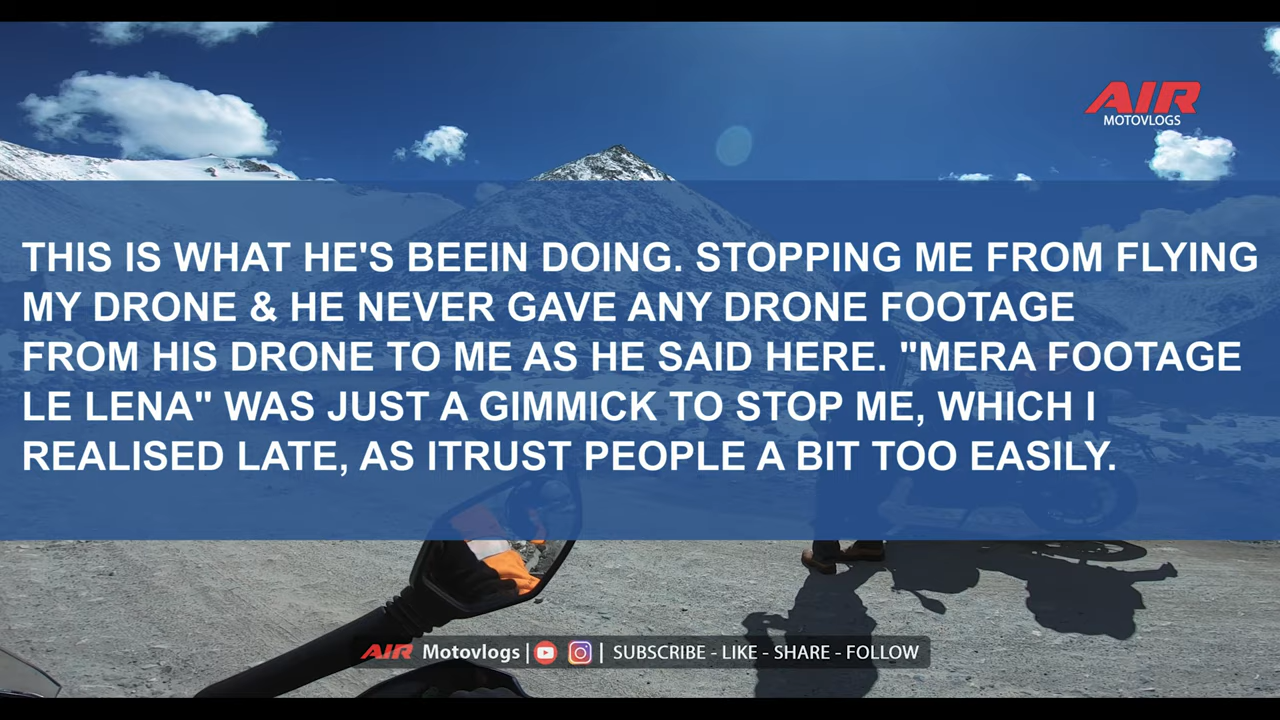 AIR
MOTOVLOGS
THIS IS WHAT HE'S BEEIN DOING. STOPPING ME FROM FLYING
MY DRONE & HE NEVER GAVE ANY DRONE FOOTAGE
FROM HIS DRONE TO ME AS HE SAID HERE. "MERA FOOTAGE
LE LENA" WAS JUST A GIMMICK TO STOP ME, WHICH I
REALISED LATE, AS ITRUST PEOPLE A BIT TOO EASILY.
AIR Motovlogs | | SUBSCRIBE - LIKE - SHARE - FOLLOW